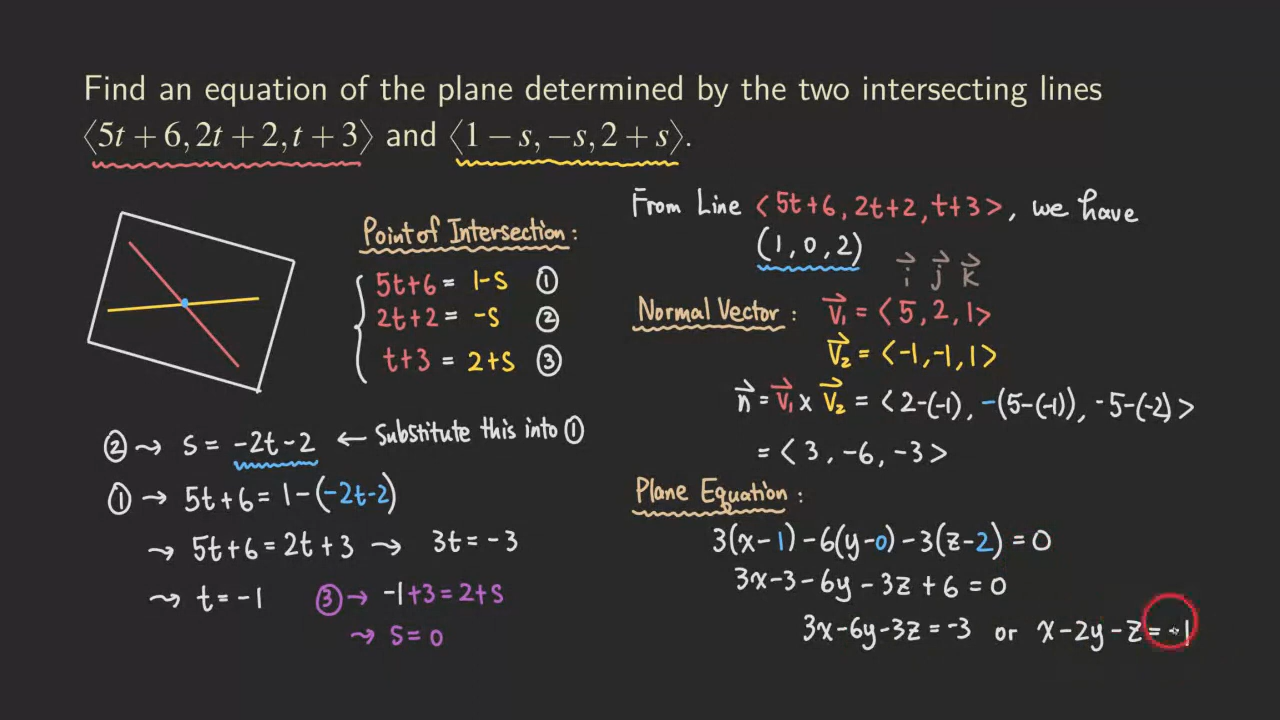 Find an equation of the plane determined by the two intersecting lines
⟨5t + 6, 2t + 2, t + 3⟩ and ⟨1 − s, −s, 2 + s⟩.
Point of Intersection:
5t+6 = 1-s ①
2t+2 = -s ②
t+3 = 2+s ③
② → s = -2t-2 ← Substitute this into ①
① → 5t+6 = 1-(-2t-2)
→ 5t+6 = 2t+3 → 3t = -3
→ t = -1 ③ → -1+3 = 2+s
→ s = 0
From Line <5t+6, 2t+2, t+3>, we have
(1, 0, 2)
i⃗ j⃗ k⃗
Normal Vector: v⃗₁ = <5, 2, 1>
v⃗₂ = <-1, -1, 1>
n⃗ = v⃗₁ x v⃗₂ = <2-(-1), -(5-(-1)), -5-(-2)>
= <3, -6, -3>
Plane Equation:
3(x-1)-6(y-0)-3(z-2) = 0
3x-3-6y-3z+6 = 0
3x-6y-3z = -3 or x-2y-z = -1